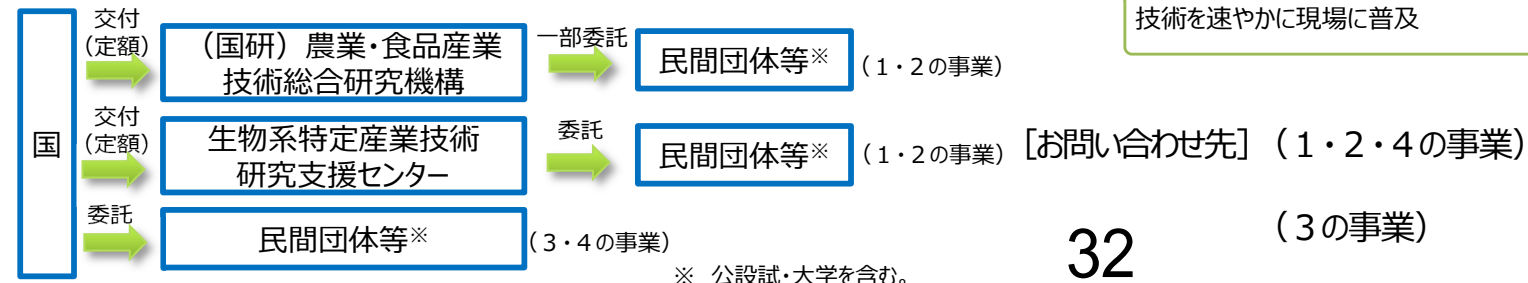 技術を速やかに現場に普及
国
交付
(定額)
(国研)農業・食品産業
技術総合研究機構
一部委託
民間団体等※
(1・2の事業)
交付
(定額)
生物系特定産業技術
研究支援センター
委託
民間団体等※
(1・2の事業)
委託
民間団体等※
(3・4の事業)
※ 公設試・大学を含む。
[お問い合わせ先](1・2・4の事業)
(3の事業)
32